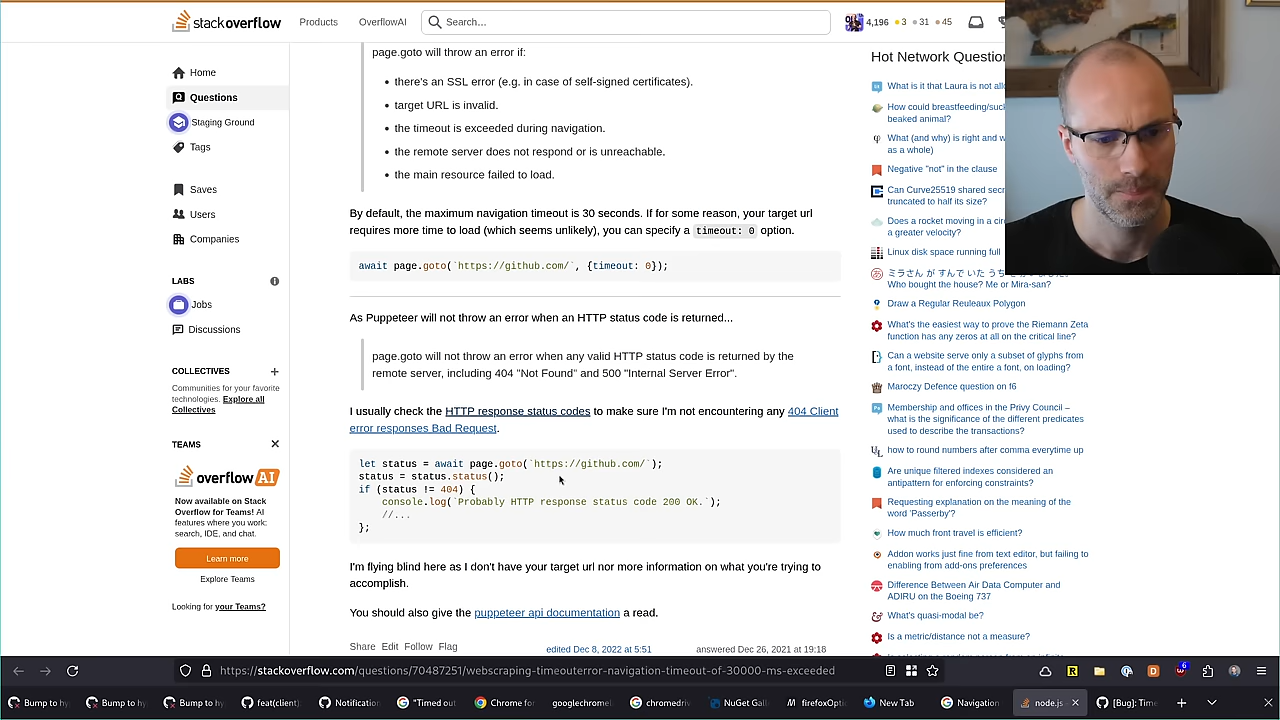 stackoverflow
Products
OverflowAI
Search…
4,196
3
31
45
Home
Questions
Staging Ground
Tags
Saves
Users
Companies
LABS
Jobs
Discussions
COLLECTIVES
Communities for your favorite
technologies. Explore all
Collectives
TEAMS
overflow AI
Now available on Stack
Overflow for Teams! AI
features where you work:
search, IDE, and chat.
Learn more
Explore Teams
Looking for your Teams?
page.goto will throw an error if:
there's an SSL error (e.g. in case of self-signed certificates).
target URL is invalid.
the timeout is exceeded during navigation.
the remote server does not respond or is unreachable.
the main resource failed to load.
By default, the maximum navigation timeout is 30 seconds. If for some reason, your target url
requires more time to load (which seems unlikely), you can specify a timeout: 0 option.
await page.goto(`https://github.com/`, {timeout: 0});
As Puppeteer will not throw an error when an HTTP status code is returned...
page.goto will not throw an error when any valid HTTP status code is returned by the
remote server, including 404 "Not Found" and 500 "Internal Server Error".
I usually check the HTTP response status codes to make sure I'm not encountering any 404 Client
error responses Bad Request.
let status = await page.goto(`https://github.com/`);
status = status.status();
if (status != 404) {
console.log(`Probably HTTP response status code 200 OK.`);
//...
};
I'm flying blind here as I don't have your target url nor more information on what you're trying to
accomplish.
You should also give the puppeteer api documentation a read.
Share Edit Follow Flag
edited Dec 8, 2022 at 5:51
answered Dec 26, 2021 at 19:18
Hot Network Question
What is it that Laura is not all
How could breastfeeding/suck
beaked animal?
What (and why) is right and w
as a whole)
Negative "not" in the clause
Can Curve25519 shared secr
truncated to half its size?
Does a rocket moving in a circ
a greater velocity?
Linux disk space running full
ミラさん が すんで いた うち
Who bought the house? Me or Mira-san?
Draw a Regular Reuleaux Polygon
What's the easiest way to prove the Riemann Zeta
function has any zeros at all on the critical line?
Can a website serve only a subset of glyphs from
a font, instead of the entire a font, on loading?
Maroczy Defence question on f6
Membership and offices in the Privy Council –
what is the significance of the different predicates
used to describe the transactions?
how to round numbers after comma everytime up
Are unique filtered indexes considered an
antipattern for enforcing constraints?
Requesting explanation on the meaning of the
word 'Passerby'?
How much front travel is efficient?
Addon works just fine from text editor, but failing to
enabling from add-ons preferences
Difference Between Air Data Computer and
ADIRU on the Boeing 737
What's quasi-modal be?
Is a metric/distance not a measure?
https://stackoverflow.com/questions/70487251/webscraping-timeouterror-navigation-timeout-of-30000-ms-exceeded
6
Bump to hy
Bump to hy
Bump to hy
feat(client):
Notification
"Timed out
Chrome for
googlechromel
chromedriv
NuGet Gall
firefoxOpti
New Tab
Navigation
node.js
[Bug]: Time